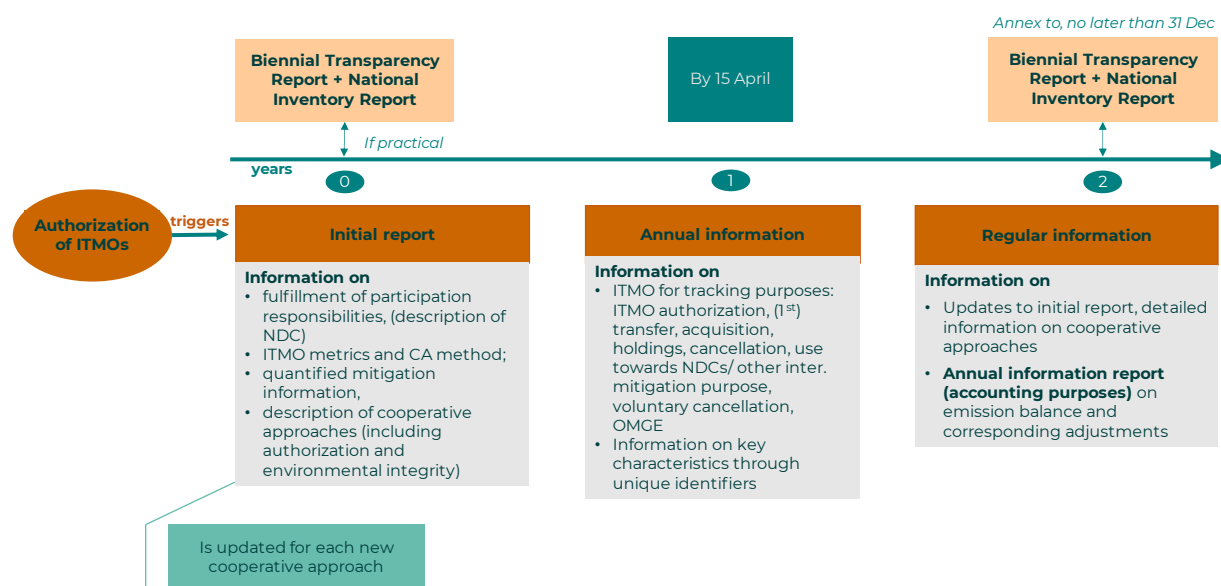 Annex to, no later than 31 Dec
Biennial Transparency
Report + National
Inventory Report
By 15 April
Biennial Transparency
Report + National
Inventory Report
If practical
years
0
1
2
Authorization
of ITMOs
triggers
Initial report
Information on
• fulfillment of participation
responsibilities, (description of
NDC)
• ITMO metrics and CA method;
• quantified mitigation
information,
• description of cooperative
approaches (including
authorization and
environmental integrity)
Annual information
Information on
• ITMO for tracking purposes:
ITMO authorization, (1st)
transfer, acquisition,
holdings, cancellation, use
towards NDCs/ other inter.
mitigation purpose,
voluntary cancellation,
OMGE
• Information on key
characteristics through
unique identifiers
Regular information
Information on
• Updates to initial report, detailed
information on cooperative
approaches
• Annual information report
(accounting purposes) on
emission balance and
corresponding adjustments
Is updated for each new
cooperative approach